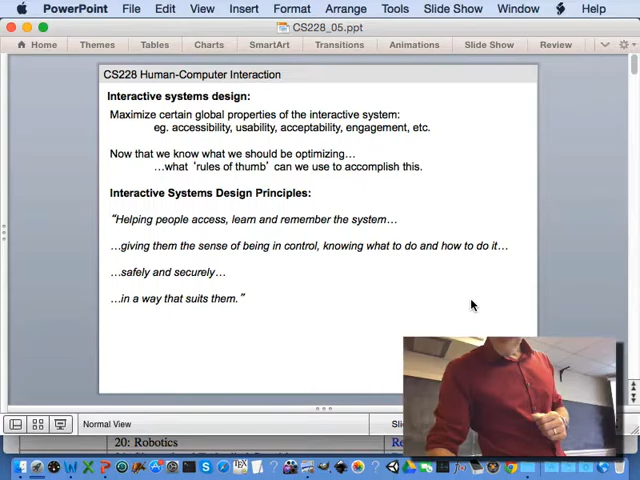 PowerPoint File Edit View Insert Format Arrange Tools Slide Show Window Help
CS228_05.ppt
Home Themes Tables Charts SmartArt Transitions Animations Slide Show Review
CS228 Human-Computer Interaction
Interactive systems design:
Maximize certain global properties of the interactive system:
eg. accessibility, usability, acceptability, engagement, etc.
Now that we know what we should be optimizing…
…what ‘rules of thumb’ can we use to accomplish this.
Interactive Systems Design Principles:
“Helping people access, learn and remember the system…
…giving them the sense of being in control, knowing what to do and how to do it…
…safely and securely…
…in a way that suits them.”
Normal View
20: Robotics